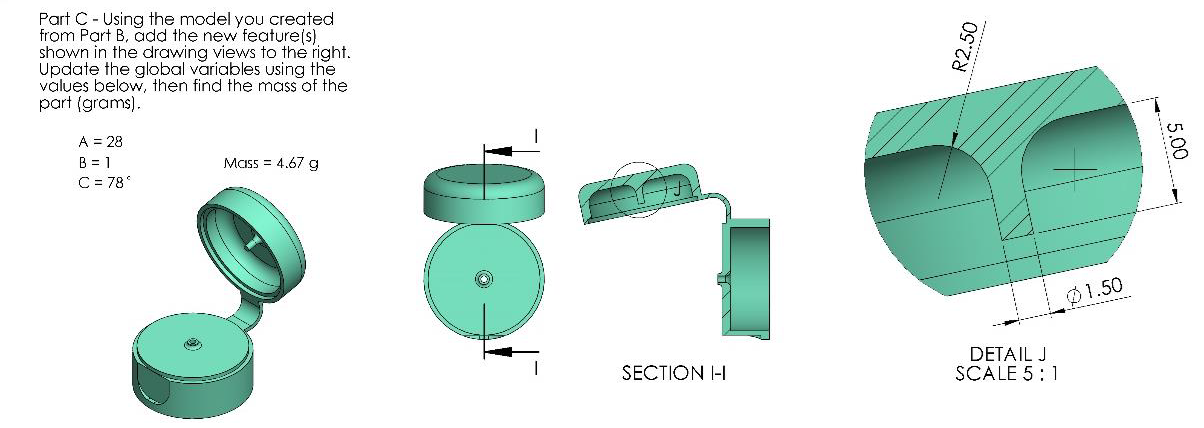 Part C - Using the model you created
from Part B, add the new feature(s)
shown in the drawing views to the right.
Update the global variables using the
values below, then find the mass of the
part (grams).
A = 28
B = 1
C = 78°
Mass = 4.67 g
I
J
I
SECTION I-I
R2.50
5.00
Ø1.50
DETAIL J
SCALE 5 : 1